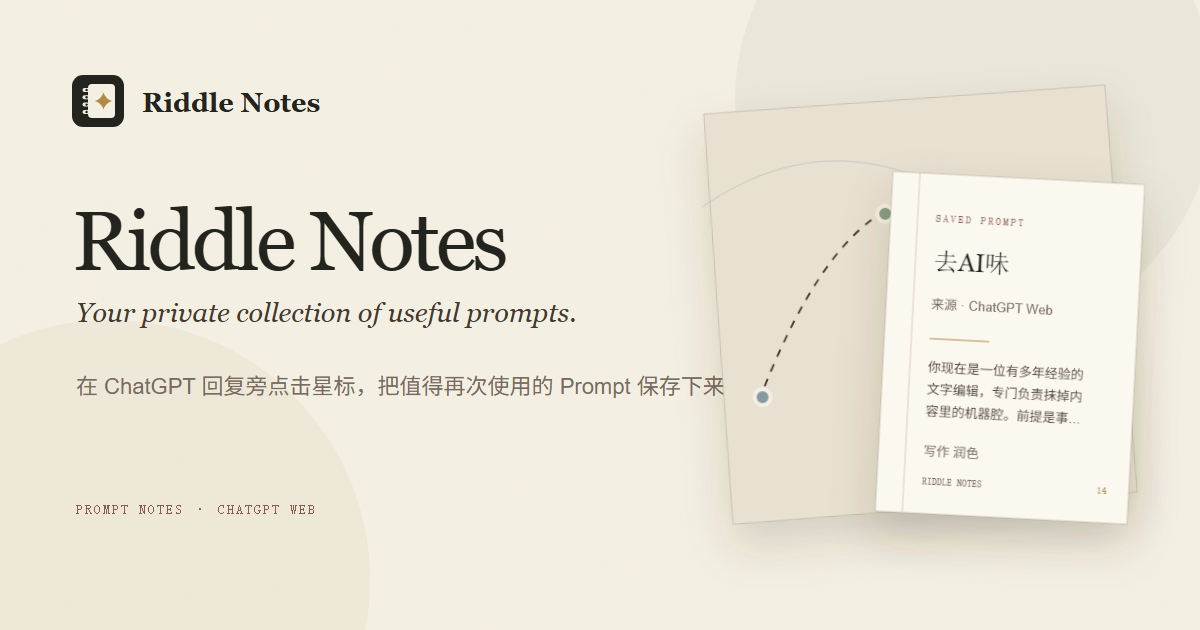 Riddle Notes
Riddle Notes
Your private collection of useful prompts.
在 ChatGPT 回复旁点击星标，把值得再次使用的 Prompt 保存下来
PROMPT NOTES · CHATGPT WEB
SAVED PROMPT
去AI味
来源 · ChatGPT Web
你现在是一位有多年经验的
文字编辑，专门负责抹掉内
容里的机器腔。前提是事…
写作 润色
RIDDLE NOTES
14